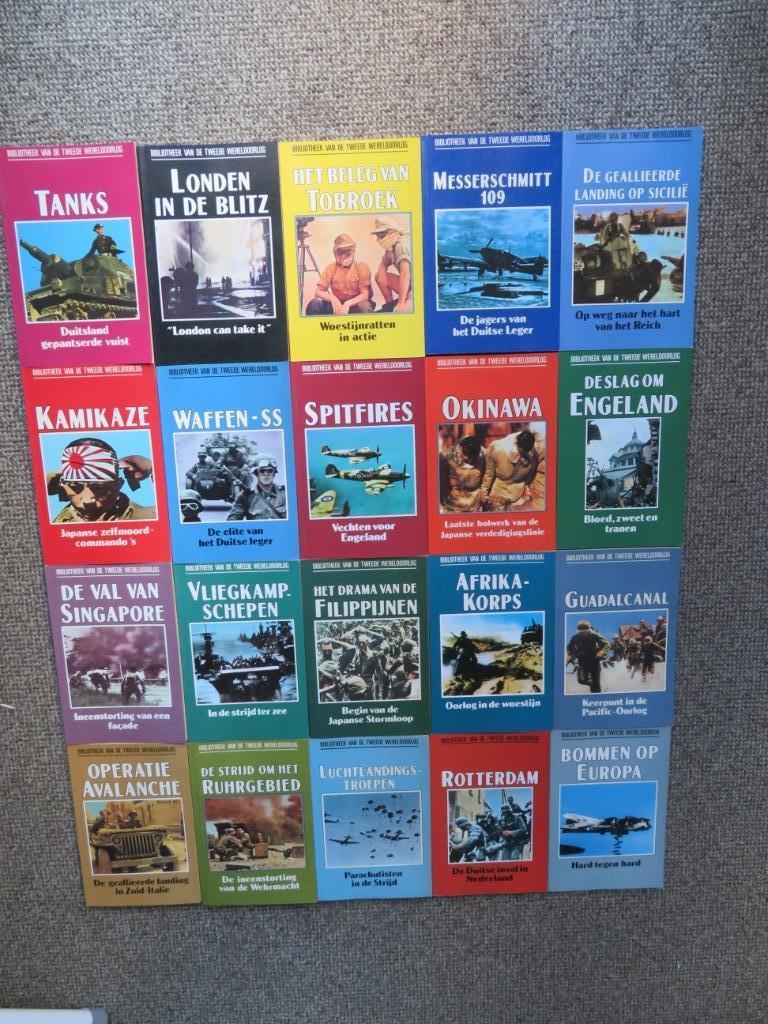 BIBLIOTHEEK VAN DE TWEEDE WERELDOORLOG
TANKS
Duitsland
gepantserde vuist
BIBLIOTHEEK VAN DE TWEEDE WERELDOORLOG
LONDEN
IN DE BLITZ
"London can take it"
BIBLIOTHEEK VAN DE TWEEDE WERELDOORLOG
HET BELEG VAN
TOBROEK
Woestijnratten
in actie
BIBLIOTHEEK VAN DE TWEEDE WERELDOORLOG
MESSERSCHMITT
109
De jagers van
het Duitse Leger
BIBLIOTHEEK VAN DE TWEEDE WERELDOORLOG
DE GEALLIEERDE
LANDING OP SICILIË
Op weg naar het hart
van het Reich
BIBLIOTHEEK VAN DE TWEEDE WERELDOORLOG
KAMIKAZE
Japanse zelfmoord-
commando's
BIBLIOTHEEK VAN DE TWEEDE WERELDOORLOG
WAFFEN-SS
De elite van
het Duitse leger
BIBLIOTHEEK VAN DE TWEEDE WERELDOORLOG
SPITFIRES
Vechten voor
Engeland
BIBLIOTHEEK VAN DE TWEEDE WERELDOORLOG
OKINAWA
Laatste bolwerk van de
Japanse verdedigingslinie
BIBLIOTHEEK VAN DE TWEEDE WERELDOORLOG
DE SLAG OM
ENGELAND
Bloed, zweet en
tranen
BIBLIOTHEEK VAN DE TWEEDE WERELDOORLOG
DE VAL VAN
SINGAPORE
Ineenstorting van een
façade
BIBLIOTHEEK VAN DE TWEEDE WERELDOORLOG
VLIEGKAMP-
SCHEPEN
In de strijd ter zee
BIBLIOTHEEK VAN DE TWEEDE WERELDOORLOG
HET DRAMA VAN DE
FILIPPIJNEN
Begin van de
Japanse Stormloop
BIBLIOTHEEK VAN DE TWEEDE WERELDOORLOG
AFRIKA-
KORPS
Oorlog in de woestijn
BIBLIOTHEEK VAN DE TWEEDE WERELDOORLOG
GUADALCANAL
Keerpunt in de
Pacific-Oorlog
BIBLIOTHEEK VAN DE TWEEDE WERELDOORLOG
OPERATIE
AVALANCHE
De geallieerde landing
in Zuid-Italie
BIBLIOTHEEK VAN DE TWEEDE WERELDOORLOG
DE STRIJD OM HET
RUHRGEBIED
De ineenstorting
van de Wehrmacht
BIBLIOTHEEK VAN DE TWEEDE WERELDOORLOG
LUCHTLANDINGS-
TROEPEN
Parachutisten
in de Strijd
BIBLIOTHEEK VAN DE TWEEDE WERELDOORLOG
ROTTERDAM
De Duitse inval in
Nederland
BIBLIOTHEEK VAN DE TWEEDE WERELDOORLOG
BOMMEN OP
EUROPA
Hard tegen hard